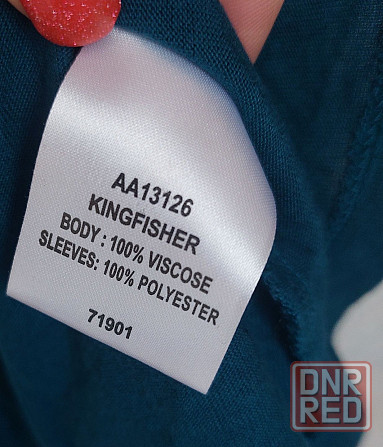 AA13126
KINGFISHER
BODY : 100% VISCOSE
SLEEVES: 100% POLYESTER
71901
DNR
RED